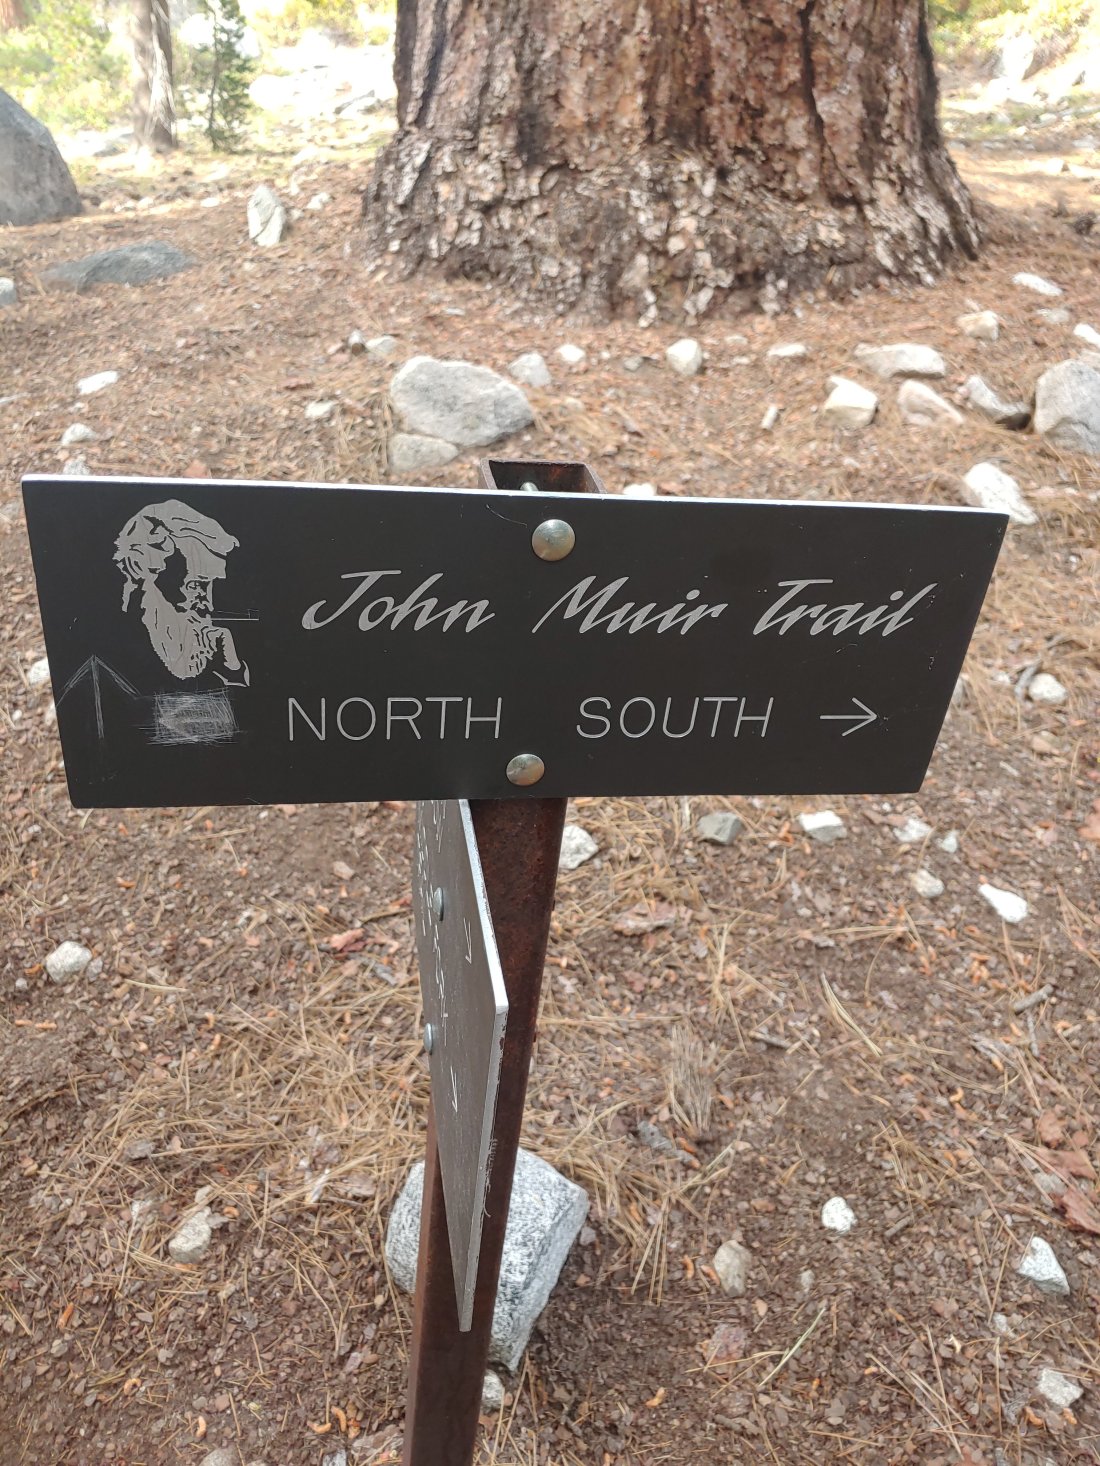 John Muir Trail
NORTH SOUTH →